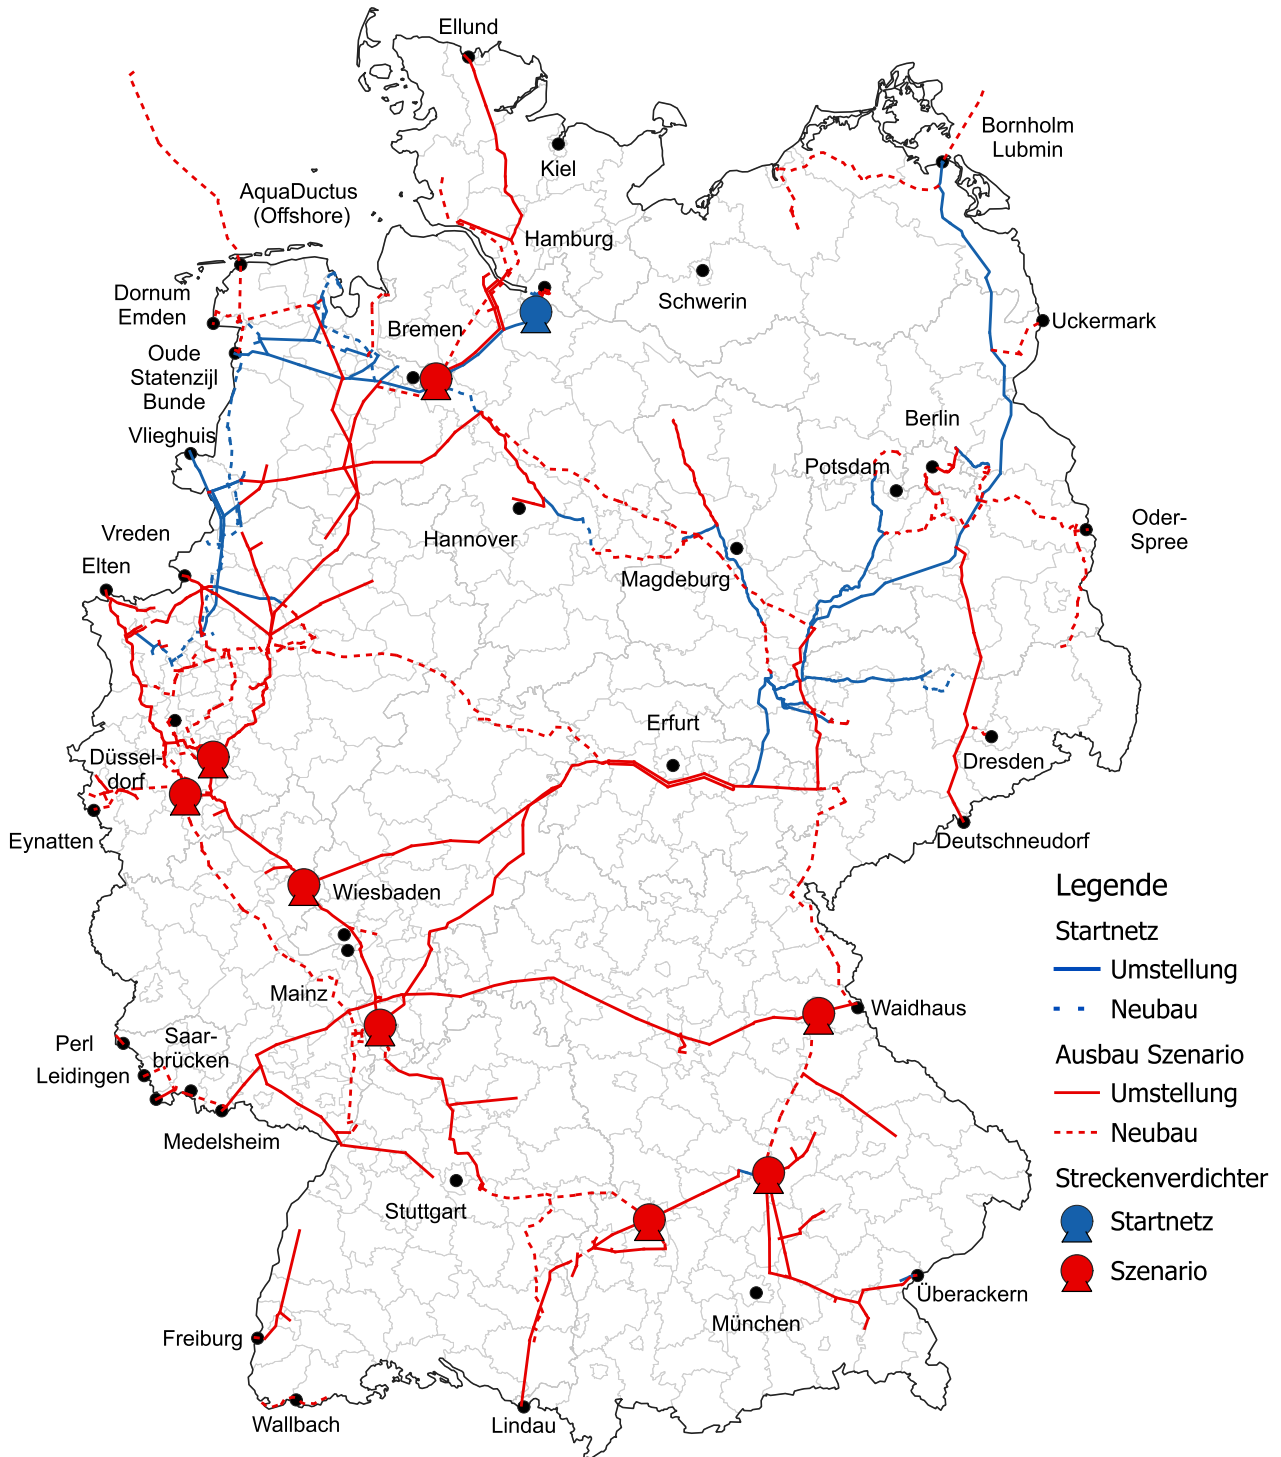 Ellund
Kiel
Bornholm
Lubmin
AquaDuctus
(Offshore)
Hamburg
Schwerin
Dornum
Emden
Bremen
Uckermark
Oude
Statenzijl
Bunde
Vlieghuis
Berlin
Potsdam
Vreden
Hannover
Oder-
Spree
Elten
Magdeburg
Erfurt
Düssel-
dorf
Dresden
Eynatten
Deutschneudorf
Wiesbaden
Mainz
Waidhaus
Perl
Saar-
brücken
Leidingen
Medelsheim
Stuttgart
Überackern
München
Freiburg
Wallbach
Lindau
Legende
Startnetz
Umstellung
Neubau
Ausbau Szenario
Umstellung
Neubau
Streckenverdichter
Startnetz
Szenario